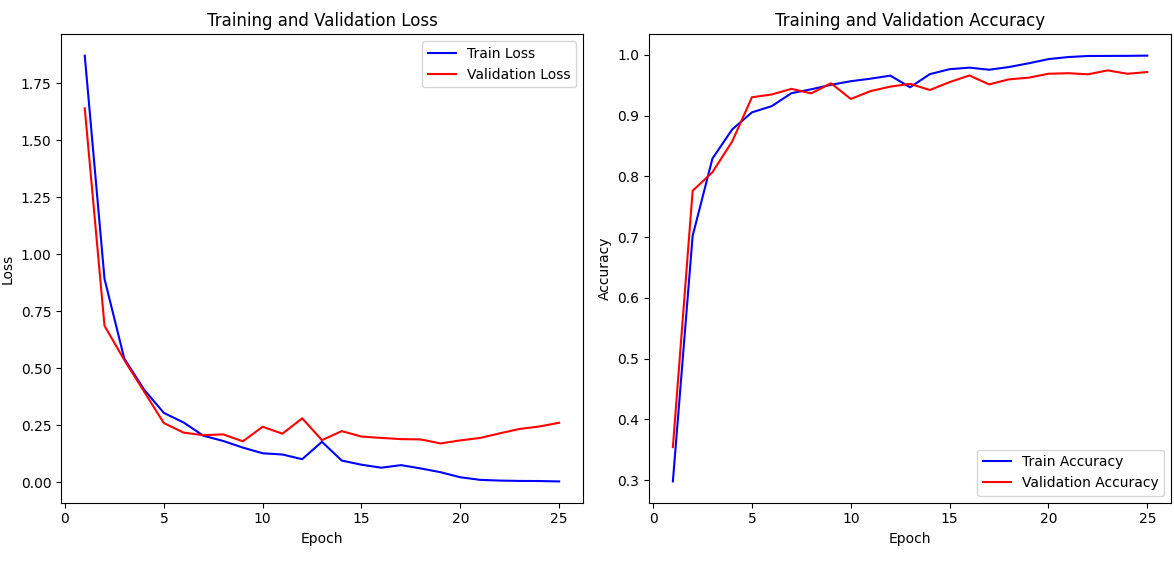 Training and Validation Loss
Train Loss
Validation Loss
1.75
1.50
1.25
1.00
0.75
0.50
0.25
0.00
Loss
0 5 10 15 20 25
Epoch
Training and Validation Accuracy
1.0
0.9
0.8
0.7
0.6
0.5
0.4
0.3
Accuracy
Train Accuracy
Validation Accuracy
0 5 10 15 20 25
Epoch